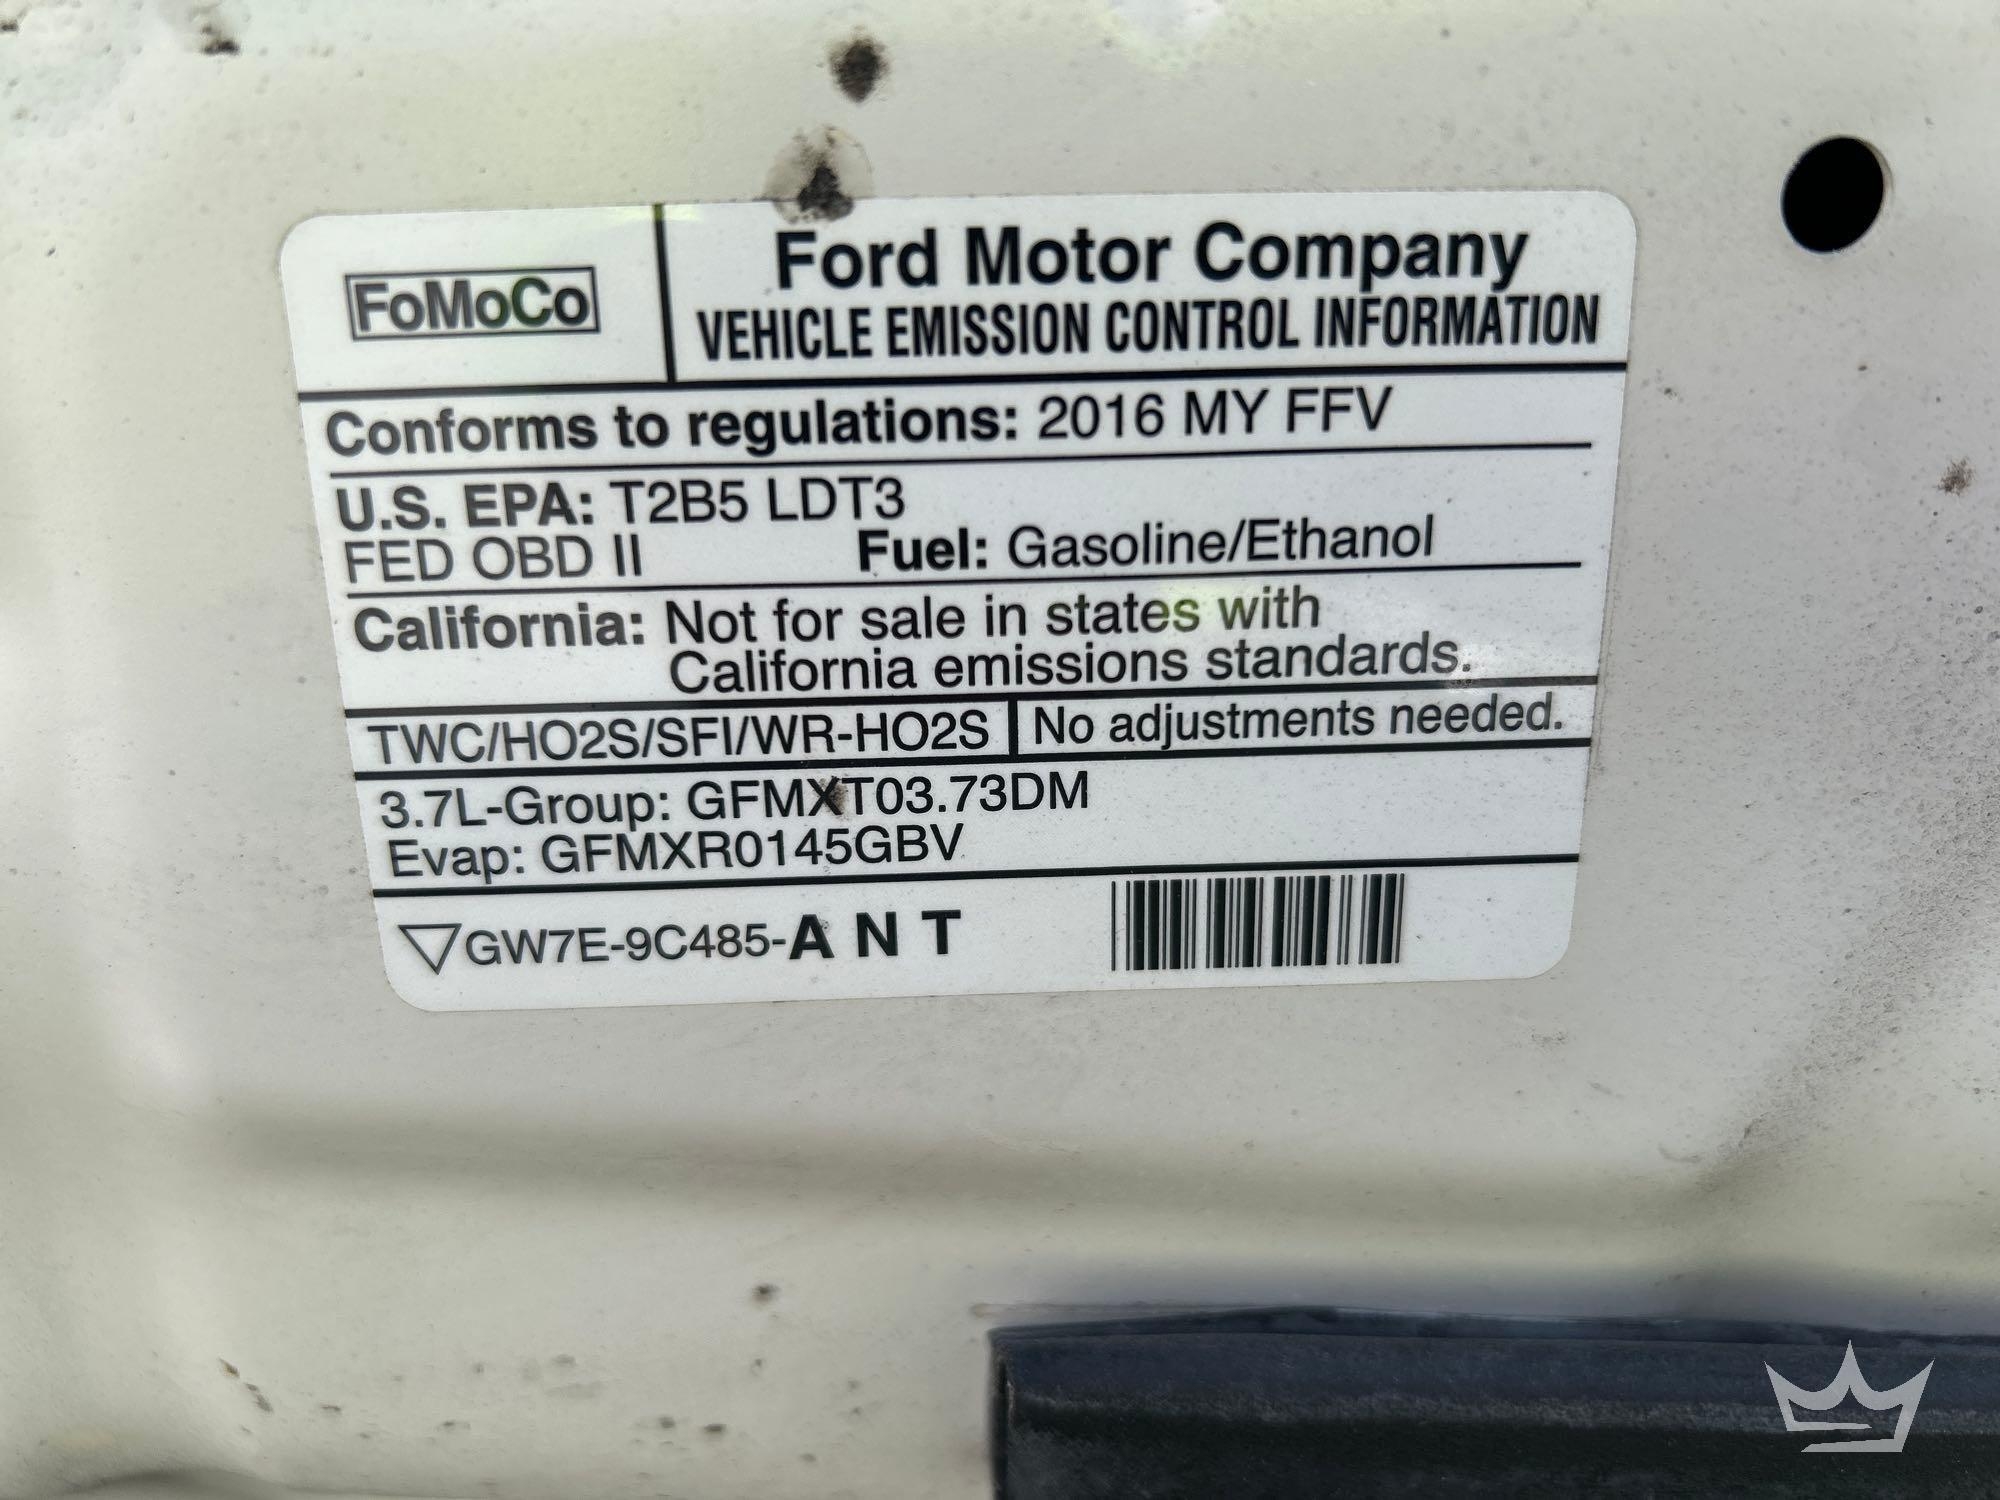 FoMoCo
Ford Motor Company
VEHICLE EMISSION CONTROL INFORMATION
Conforms to regulations: 2016 MY FFV
U.S. EPA: T2B5 LDT3
FED OBD II Fuel: Gasoline/Ethanol
California: Not for sale in states with
California emissions standards.
TWC/HO2S/SFI/WR-HO2S No adjustments needed.
3.7L-Group: GFMXT03.73DM
Evap: GFMXR0145GBV
GW7E-9C485-A N T